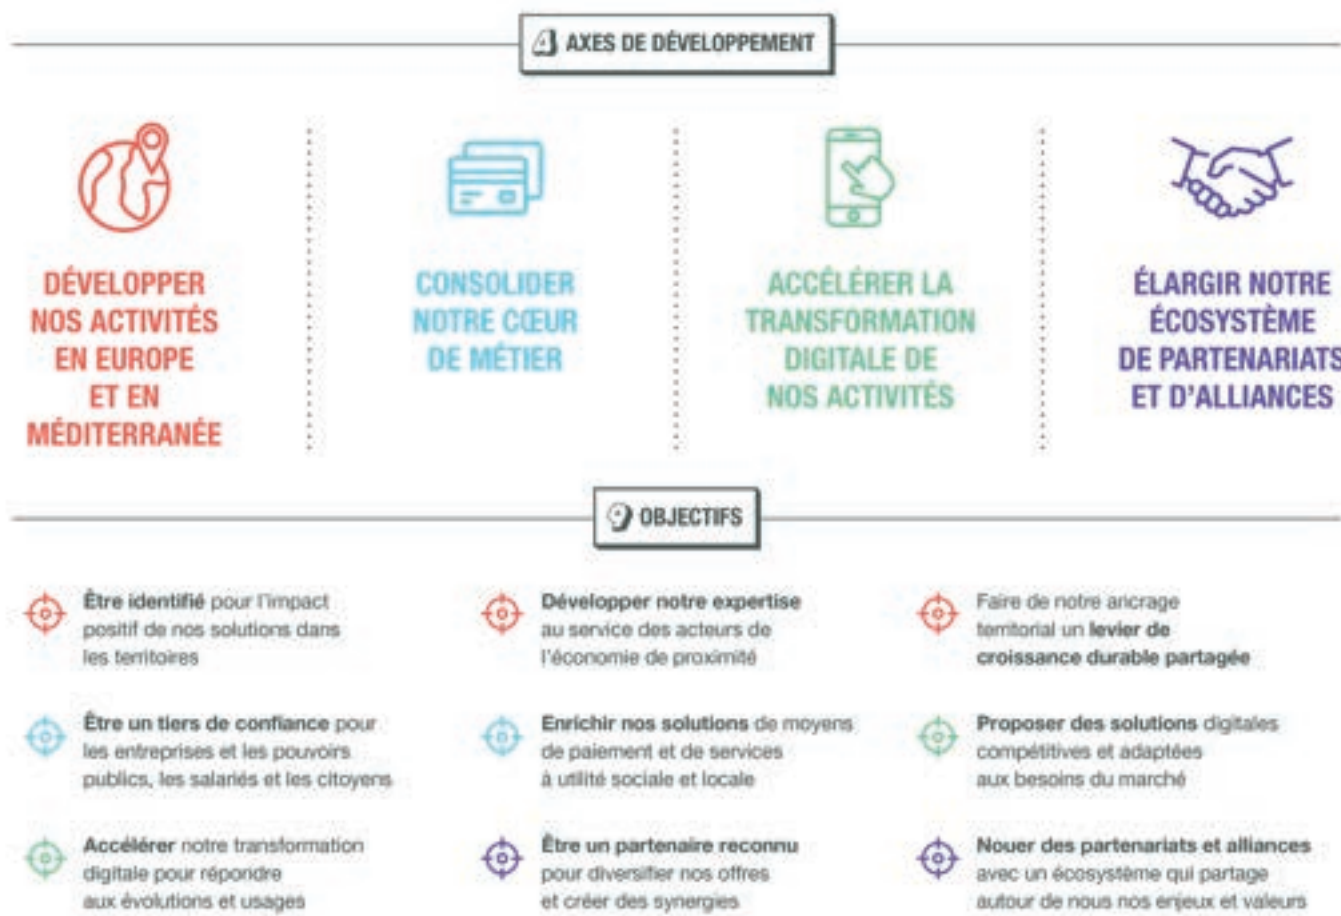 4 AXES DE DÉVELOPPEMENT
DÉVELOPPER
NOS ACTIVITÉS
EN EUROPE
ET EN
MÉDITERRANÉE
CONSOLIDER
NOTRE CŒUR
DE MÉTIER
ACCÉLÉRER LA
TRANSFORMATION
DIGITALE DE
NOS ACTIVITÉS
ÉLARGIR NOTRE
ÉCOSYSTÈME
DE PARTENARIATS
ET D'ALLIANCES
9 OBJECTIFS
Être identifié pour l'impact
positif de nos solutions dans
les territoires
Développer notre expertise
au service des acteurs de
l'économie de proximité
Faire de notre ancrage
territorial un levier de
croissance durable partagée
Être un tiers de confiance pour
les entreprises et les pouvoirs
publics, les salariés et les citoyens
Enrichir nos solutions de moyens
de paiement et de services
à utilité sociale et locale
Proposer des solutions digitales
compétitives et adaptées
aux besoins du marché
Accélérer notre transformation
digitale pour répondre
aux évolutions et usages
Être un partenaire reconnu
pour diversifier nos offres
et créer des synergies
Nouer des partenariats et alliances
avec un écosystème qui partage
autour de nous nos enjeux et valeurs